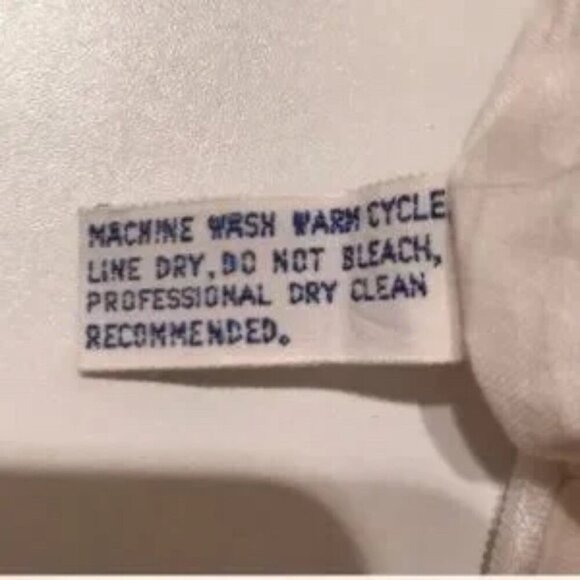 MACHINE WASH WARM CYCLE,
LINE DRY, DO NOT BLEACH,
PROFESSIONAL DRY CLEAN
RECOMMENDED.